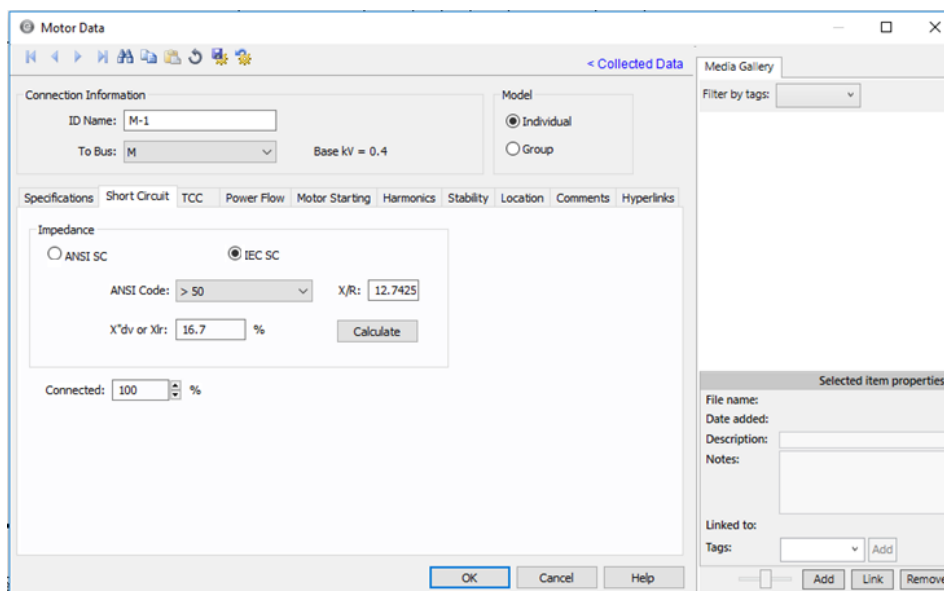 Motor Data
< Collected Data
Connection Information
ID Name: M-1
To Bus: M
Base kV = 0.4
Model
Individual
Group
Specifications Short Circuit TCC Power Flow Motor Starting Harmonics Stability Location Comments Hyperlinks
Impedance
ANSI SC IEC SC
ANSI Code: > 50 X/R: 12.7425
X"dv or Xlr: 16.7 % Calculate
Connected: 100 %
OK Cancel Help
Media Gallery
Filter by tags:
Selected item properties
File name:
Date added:
Description:
Notes:
Linked to:
Tags: Add
Add Link Remove